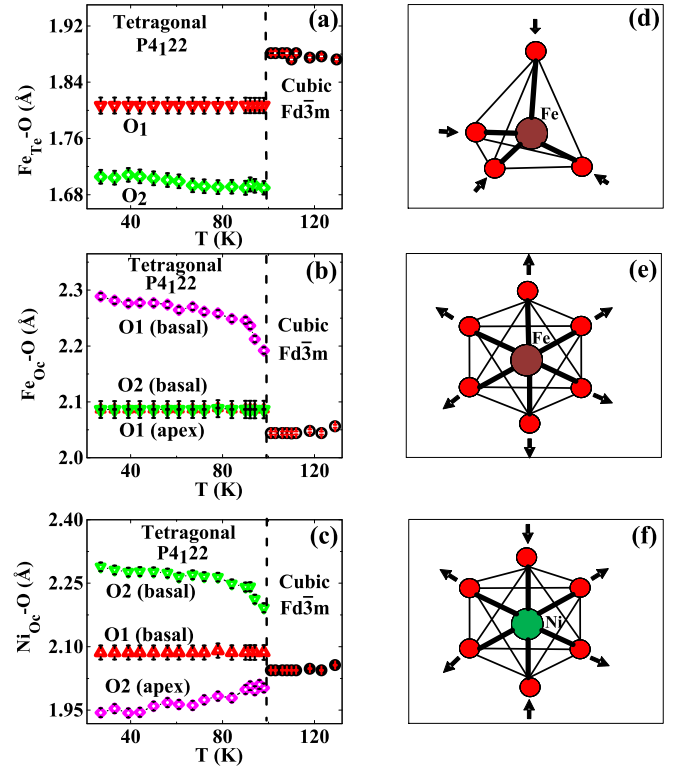 (a)
Tetragonal
P4122
Cubic
Fd3̅m
O1
O2
FeTe-O (Å)
1.92
1.84
1.76
1.68
40 80 120
T (K)
(d)
Fe
(b)
Tetragonal
P4122
O1 (basal)
Cubic
Fd3̅m
O2 (basal)
O1 (apex)
FeOc-O (Å)
2.3
2.2
2.1
2.0
40 80 120
T (K)
(e)
Fe
(c)
Tetragonal
P4122
O2 (basal)
Cubic
Fd3̅m
O1 (basal)
O2 (apex)
NiOc-O (Å)
2.40
2.25
2.10
1.95
40 80 120
T (K)
(f)
Ni